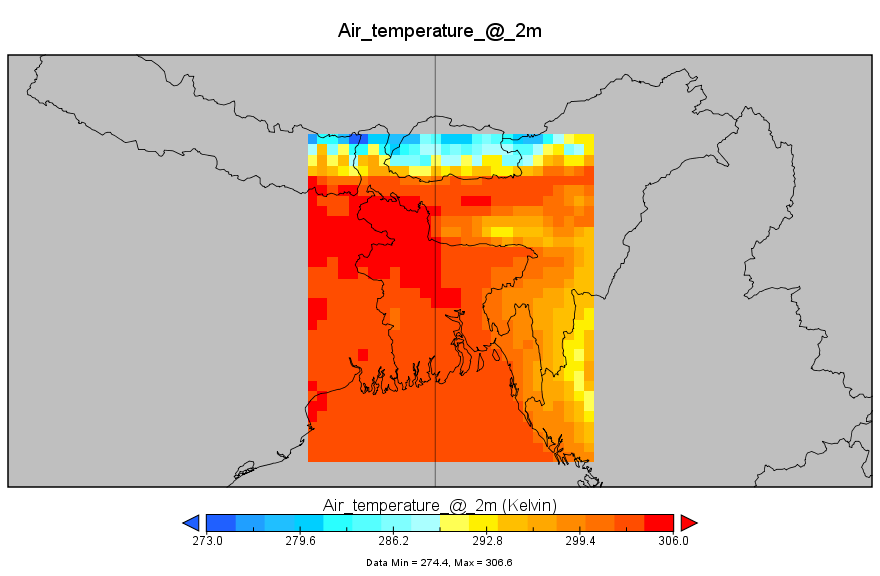 Air_temperature_@_2m
Air_temperature_@_2m (Kelvin)
273.0 279.6 286.2 292.8 299.4 306.0
Data Min = 274.4, Max = 306.6